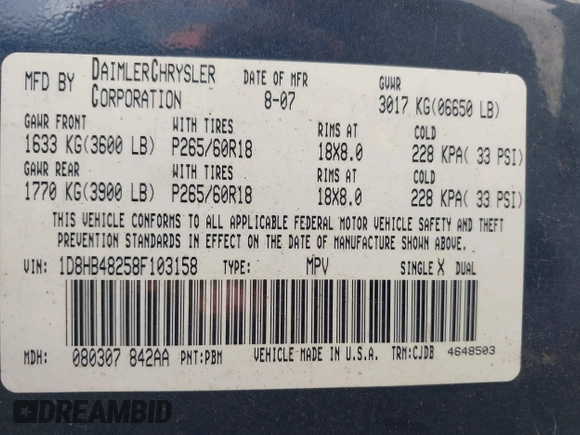 MFD BY DAIMLERCHRYSLER CORPORATION
DATE OF MFR 8-07
GVWR 3017 KG(06650 LB)
GAWR FRONT WITH TIRES RIMS AT COLD
1633 KG(3600 LB) P265/60R18 18X8.0 228 KPA( 33 PSI)
GAWR REAR WITH TIRES RIMS AT COLD
1770 KG(3900 LB) P265/60R18 18X8.0 228 KPA( 33 PSI)
THIS VEHICLE CONFORMS TO ALL APPLICABLE FEDERAL MOTOR VEHICLE SAFETY AND THEFT
PREVENTION STANDARDS IN EFFECT ON THE DATE OF MANUFACTURE SHOWN ABOVE.
VIN: 1D8HB48258F103158 TYPE: MPV SINGLE X DUAL
MDH: 080307 842AA PNT:PBM VEHICLE MADE IN U.S.A. TRM:CJDB 4648503
DREAMBID